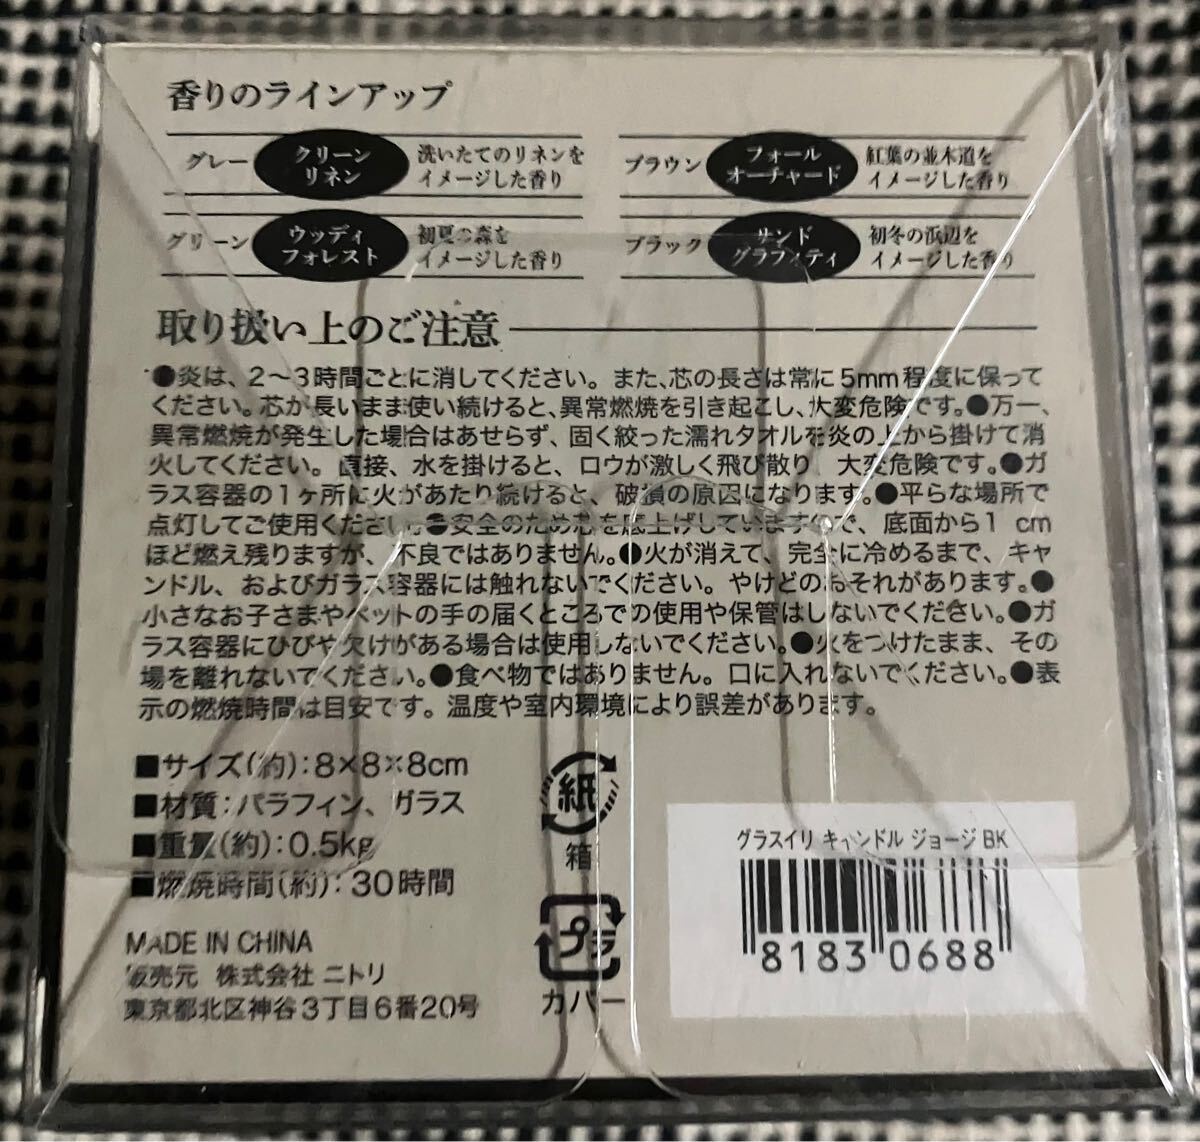 香りのラインアップ
グレー クリーン リネン 洗いたてのリネンを イメージした香り
ブラウン フォール オーチャード 紅葉の並木道を イメージした香り
グリーン ウッディ フォレスト 初夏の森を イメージした香り
ブラック サンド グラフィティ 初冬の浜辺を イメージした香り
取り扱い上のご注意
●炎は、2〜3時間ごとに消してください。また、芯の長さは常に5mm程度に保って
ください。芯が長いまま使い続けると、異常燃焼を引き起こし、大変危険です。●万一、
異常燃焼が発生した場合はあせらず、固く絞った濡れタオルを炎の上から掛けて消
火してください。直接、水を掛けると、ロウが激しく飛び散り、大変危険です。●ガ
ラス容器の1ヶ所に火があたり続けると、破損の原因になります。●平らな場所で
点灯してご使用ください。●安全のため芯を底上げしていますので、底面から1 cm
ほど燃え残りますが、不良ではありません。●火が消えて、完全に冷めるまで、キャ
ンドル、およびガラス容器には触れないでください。やけどのおそれがあります。●
小さなお子さまやペットの手の届くところでの使用や保管はしないでください。●ガ
ラス容器にひびや欠けがある場合は使用しないでください。●火をつけたまま、その
場を離れないでください。●食べ物ではありません。口に入れないでください。●表
示の燃焼時間は目安です。温度や室内環境により誤差があります。
■サイズ(約):8×8×8cm
■材質:パラフィン、グラス
■重量(約):0.5kg
■燃焼時間(約):30時間
MADE IN CHINA
販売元 株式会社 ニトリ
東京都北区神谷3丁目6番20号
紙
箱
プラ
カバー
グラスイリ キャンドル ジョージ BK
8183 0688